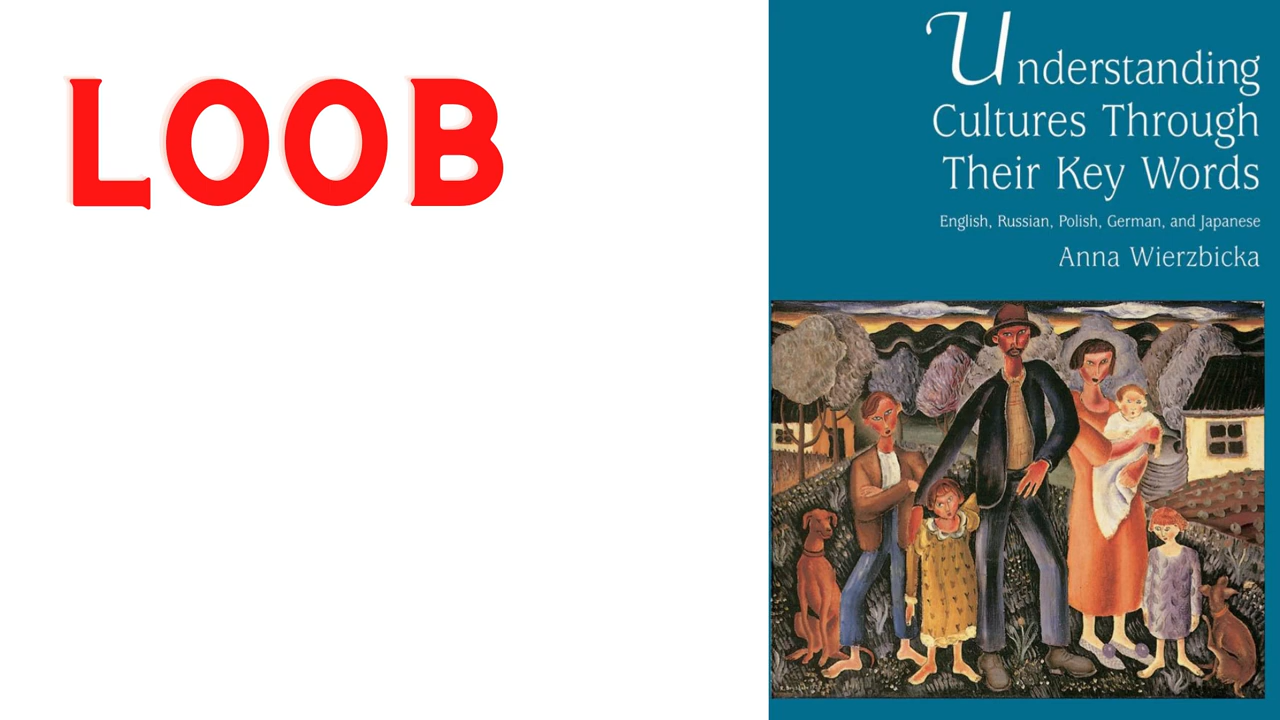 LOOB
Understanding
Cultures Through
Their Key Words
English, Russian, Polish, German, and Japanese
Anna Wierzbicka